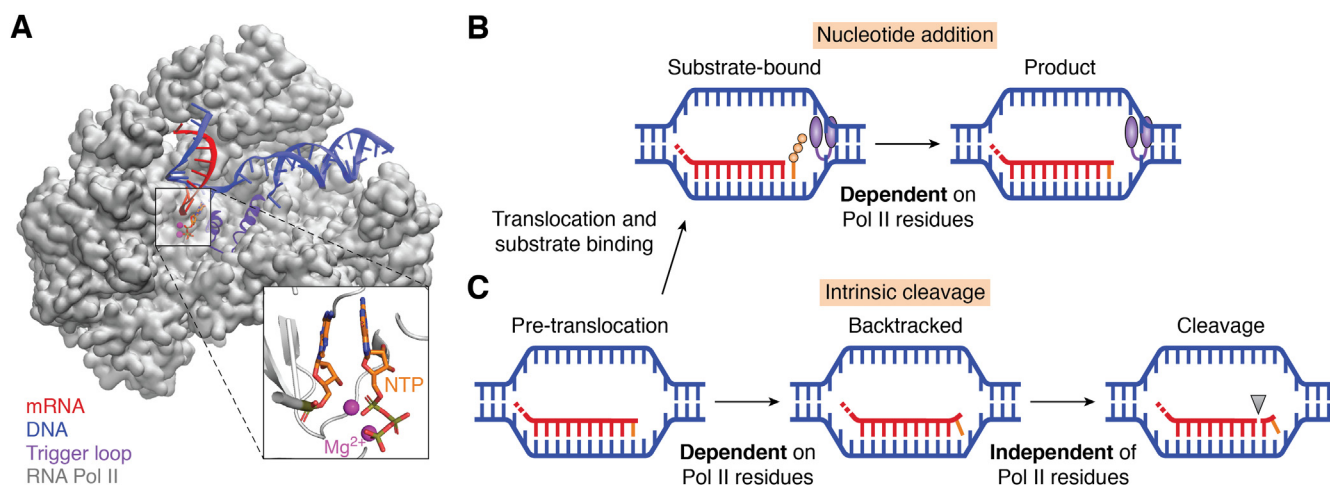 A
mRNA
DNA
Trigger loop
RNA Pol II
NTP
Mg2+
B
Nucleotide addition
Substrate-bound
Product
Dependent on
Pol II residues
Translocation and
substrate binding
C
Intrinsic cleavage
Pre-translocation
Backtracked
Cleavage
Dependent on
Pol II residues
Independent of
Pol II residues